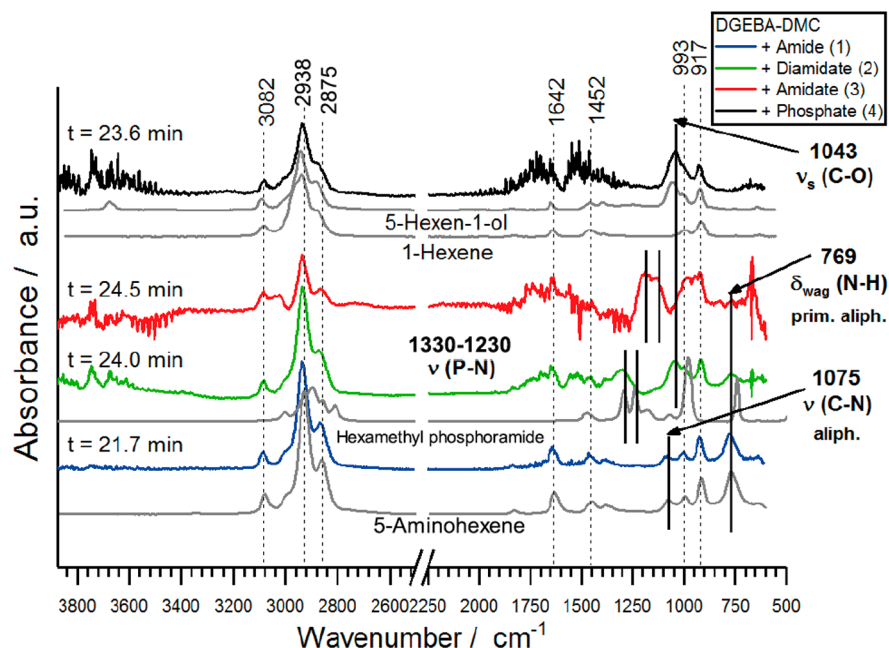 3082
2938
2875
1642
1452
993
917
DGEBA-DMC
+ Amide (1)
+ Diamidate (2)
+ Amidate (3)
+ Phosphate (4)
t = 23.6 min
1043
νs (C-O)
5-Hexen-1-ol
1-Hexene
t = 24.5 min
769
δwag (N-H)
prim. aliph.
1330-1230
ν (P-N)
t = 24.0 min
1075
ν (C-N)
aliph.
Hexamethyl phosphoramide
t = 21.7 min
5-Aminohexene
Absorbance / a.u.
3800 3600 3400 3200 3000 2800 2600 2250 2000 1750 1500 1250 1000 750 500
Wavenumber / cm-1